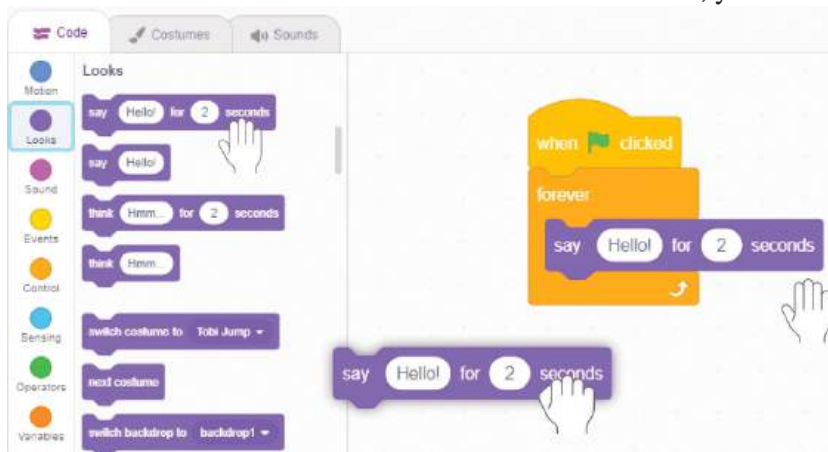 Code Costumes Sounds
Motion
Looks
Sound
Events
Control
Sensing
Operators
Variables
Looks
say Hello! for 2 seconds
say Hello!
think Hmm... for 2 seconds
think Hmm...
switch costume to Tobi Jump
next costume
switch backdrop to backdrop1
when clicked
forever
say Hello! for 2 seconds
say Hello! for 2 seconds